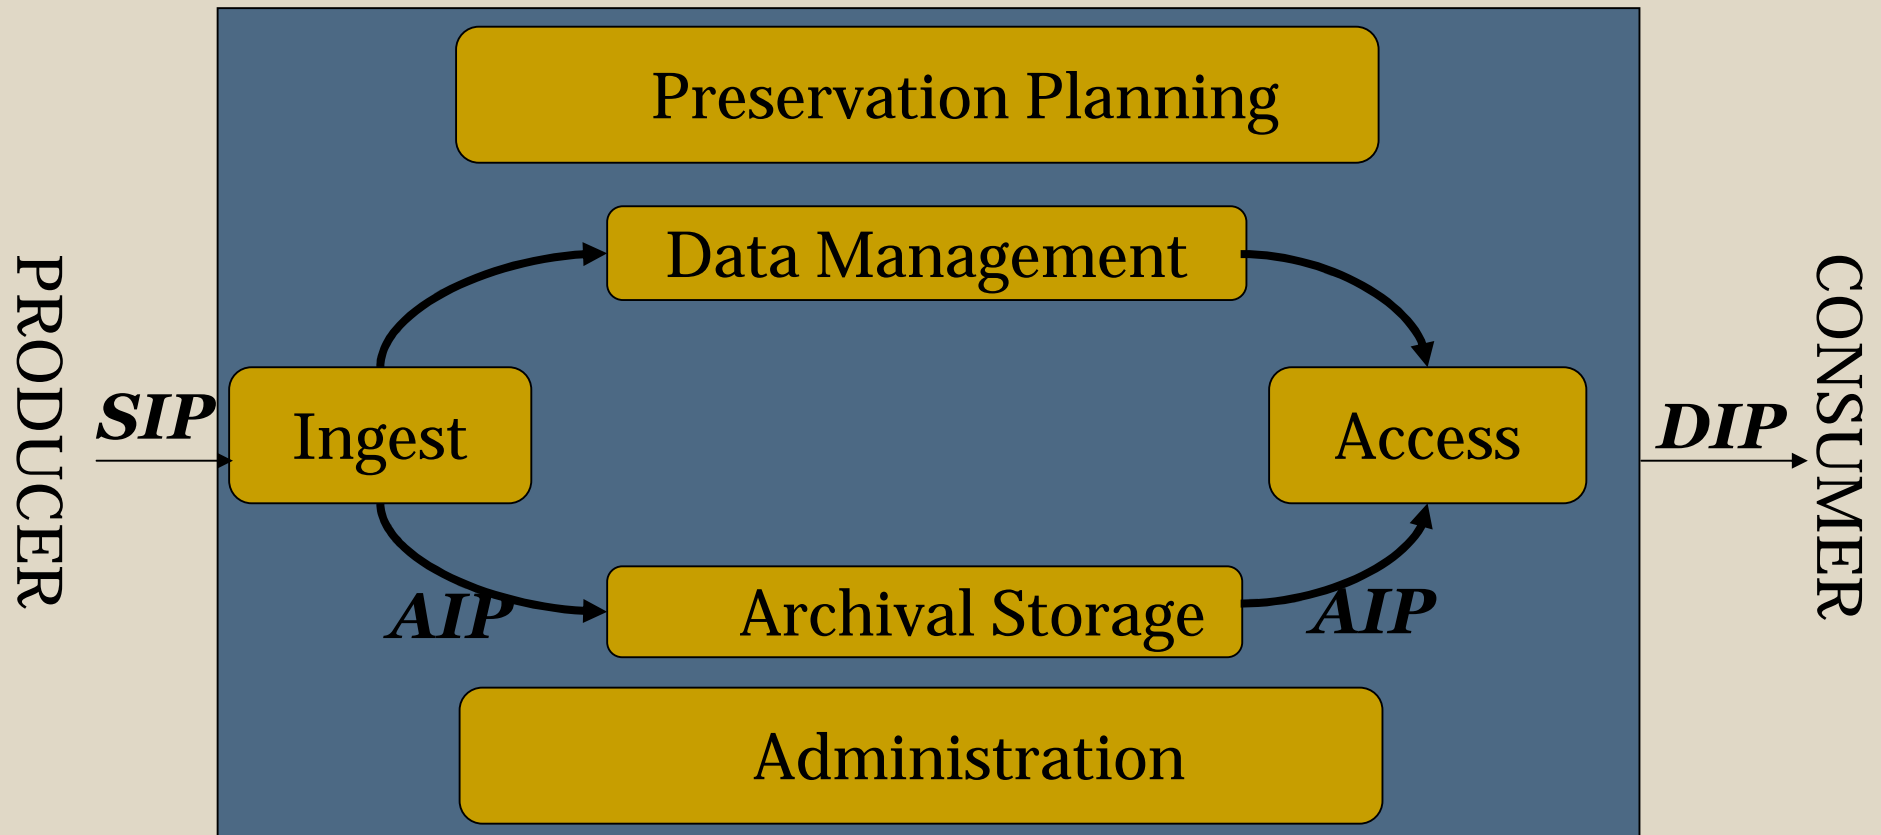 Preservation Planning
Data Management
PRODUCER
SIP
Ingest
Access
DIP
CONSUMER
AIP
Archival Storage
AIP
Administration